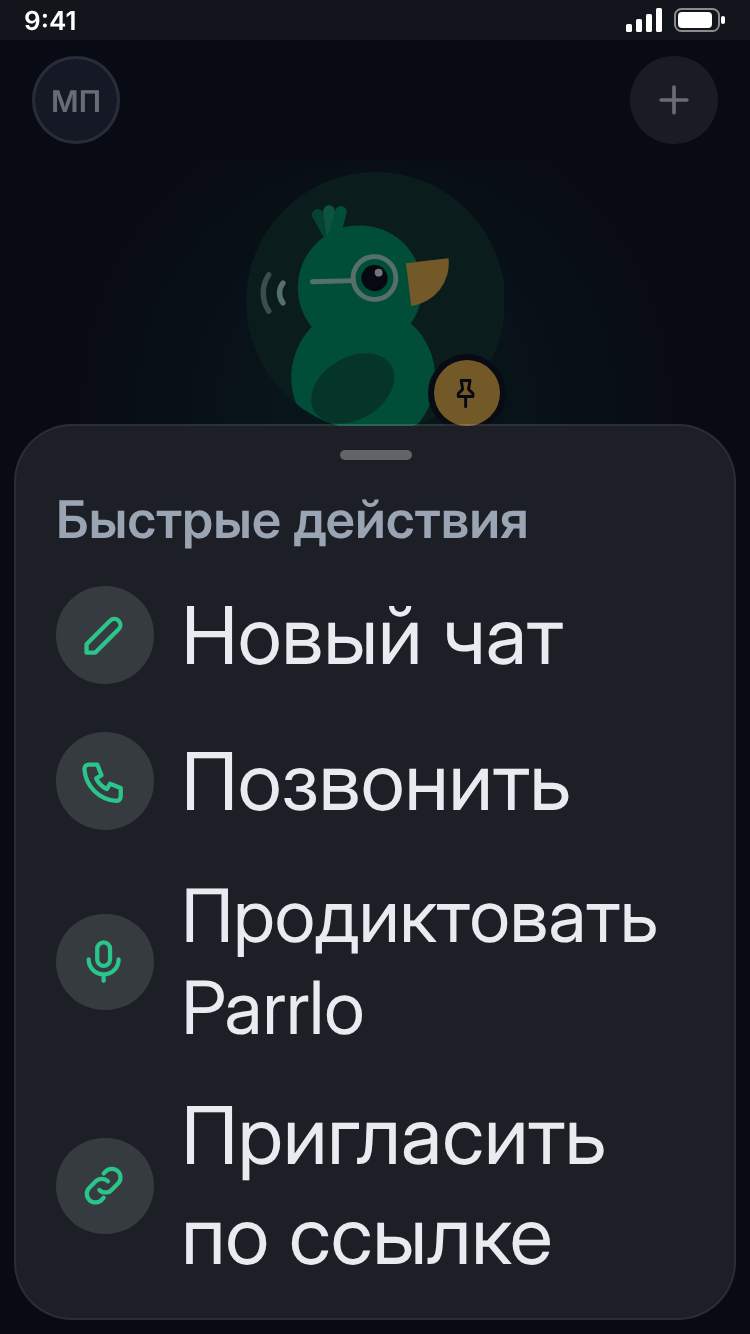 9:41
МП
Быстрые действия
Новый чат
Позвонить
Продиктовать
Parrlo
Пригласить
по ссылке